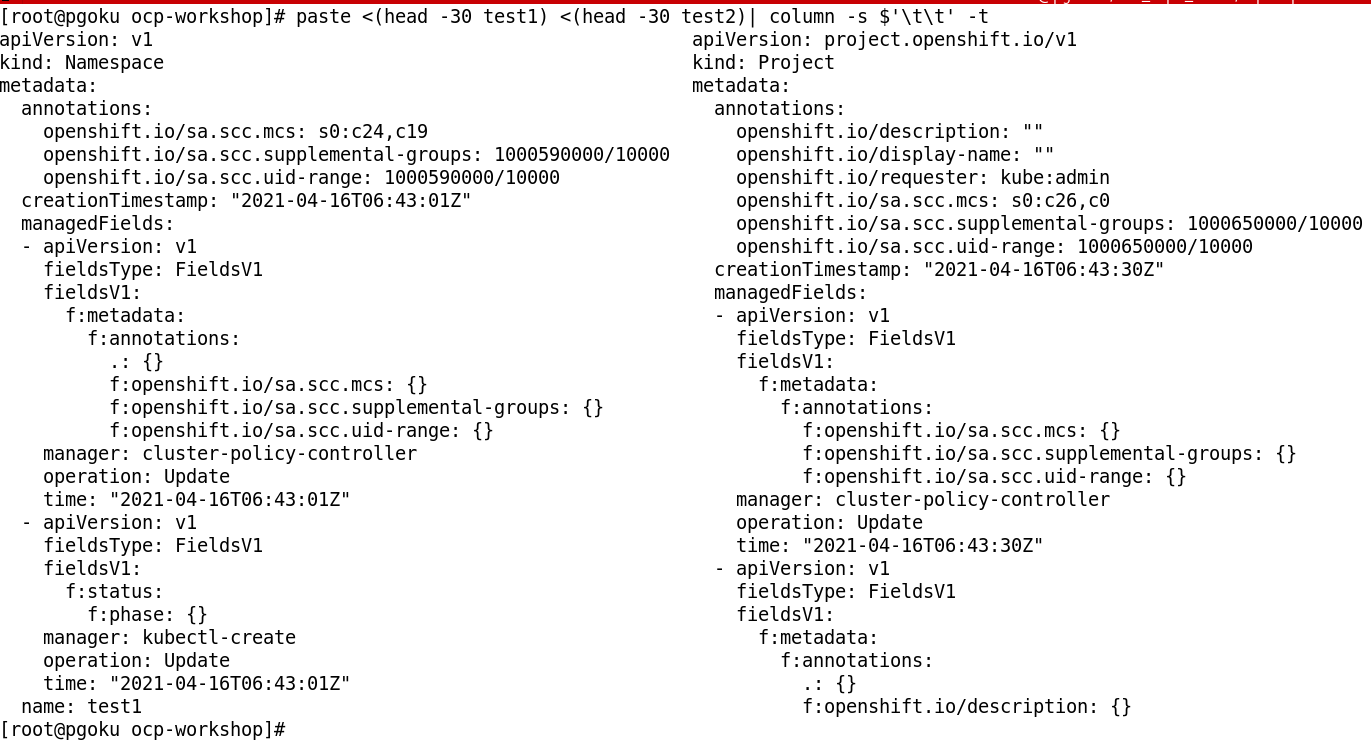 [root@pgoku ocp-workshop]# paste <(head -30 test1) <(head -30 test2)| column -s $'\t\t' -t
apiVersion: v1                                                 apiVersion: project.openshift.io/v1
kind: Namespace                                                kind: Project
metadata:                                                      metadata:
  annotations:                                                   annotations:
    openshift.io/sa.scc.mcs: s0:c24,c19                            openshift.io/description: ""
    openshift.io/sa.scc.supplemental-groups: 1000590000/10000      openshift.io/display-name: ""
    openshift.io/sa.scc.uid-range: 1000590000/10000                openshift.io/requester: kube:admin
  creationTimestamp: "2021-04-16T06:43:01Z"                        openshift.io/sa.scc.mcs: s0:c26,c0
  managedFields:                                                   openshift.io/sa.scc.supplemental-groups: 1000650000/10000
  - apiVersion: v1                                                 openshift.io/sa.scc.uid-range: 1000650000/10000
    fieldsType: FieldsV1                                         creationTimestamp: "2021-04-16T06:43:30Z"
    fieldsV1:                                                    managedFields:
      f:metadata:                                                - apiVersion: v1
        f:annotations:                                             fieldsType: FieldsV1
          .: {}                                                    fieldsV1:
          f:openshift.io/sa.scc.mcs: {}                              f:metadata:
          f:openshift.io/sa.scc.supplemental-groups: {}                f:annotations:
          f:openshift.io/sa.scc.uid-range: {}                            f:openshift.io/sa.scc.mcs: {}
    manager: cluster-policy-controller                                   f:openshift.io/sa.scc.supplemental-groups: {}
    operation: Update                                                    f:openshift.io/sa.scc.uid-range: {}
    time: "2021-04-16T06:43:01Z"                                   manager: cluster-policy-controller
  - apiVersion: v1                                                 operation: Update
    fieldsType: FieldsV1                                           time: "2021-04-16T06:43:30Z"
    fieldsV1:                                                    - apiVersion: v1
      f:status:                                                    fieldsType: FieldsV1
        f:phase: {}                                                fieldsV1:
    manager: kubectl-create                                          f:metadata:
    operation: Update                                                  f:annotations:
    time: "2021-04-16T06:43:01Z"                                         .: {}
  name: test1                                                            f:openshift.io/description: {}
[root@pgoku ocp-workshop]#